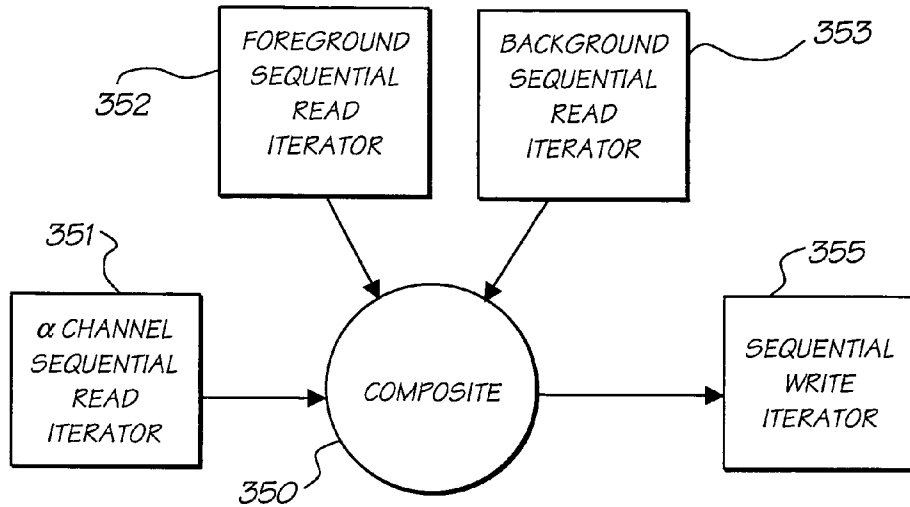 FOREGROUND
SEQUENTIAL
READ
ITERATOR
352
BACKGROUND
SEQUENTIAL
READ
ITERATOR
353
351
α CHANNEL
SEQUENTIAL
READ
ITERATOR
COMPOSITE
350
355
SEQUENTIAL
WRITE
ITERATOR